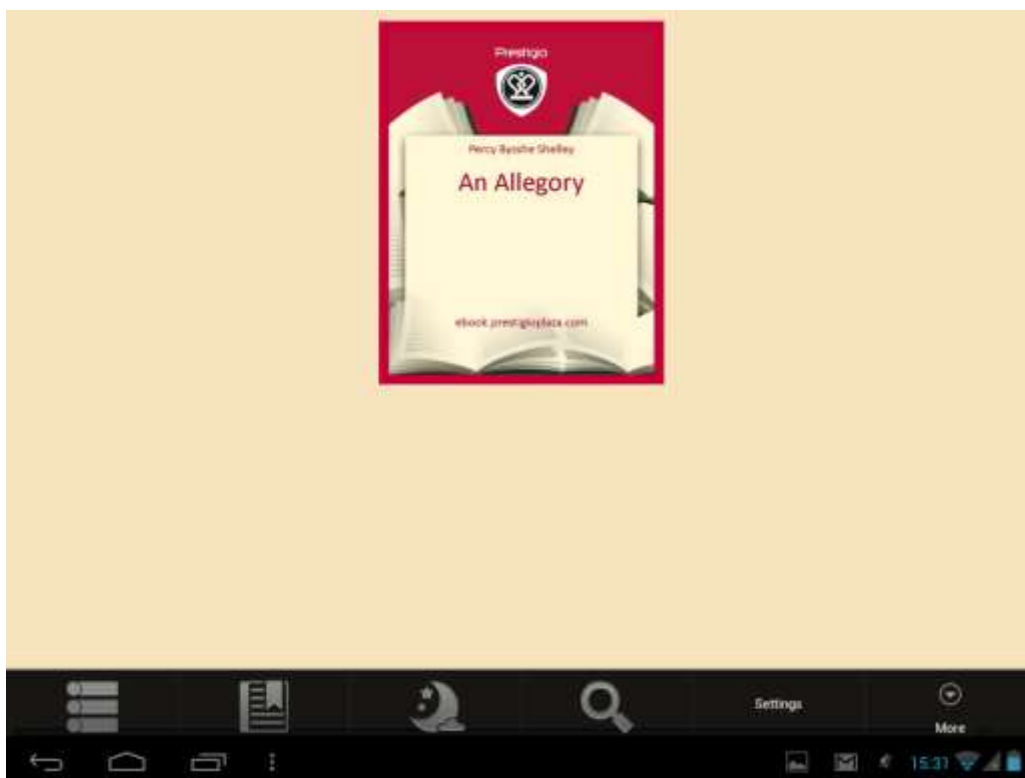 Prestigio
Percy Bysshe Shelley
An Allegory
ebook.prestigioplaza.com
Settings
More
15:31